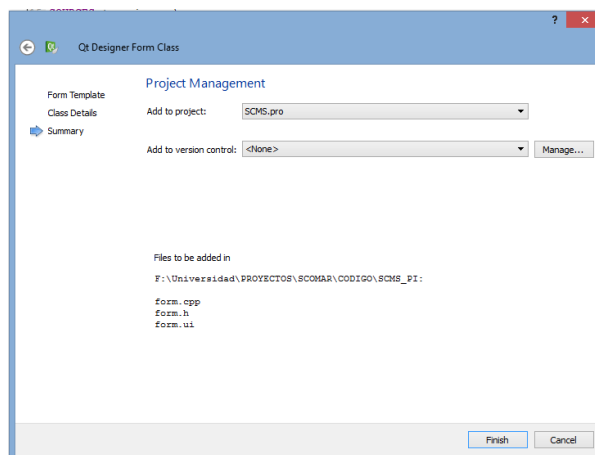 ?
Qt Designer Form Class
Project Management
Form Template
Class Details
Summary
Add to project: SCMS.pro
Add to version control: <None> Manage...
Files to be added in
F:\Universidad\PROYECTOS\SCOMAR\CODIGO\SCMS_PI:
form.cpp
form.h
form.ui
Finish Cancel